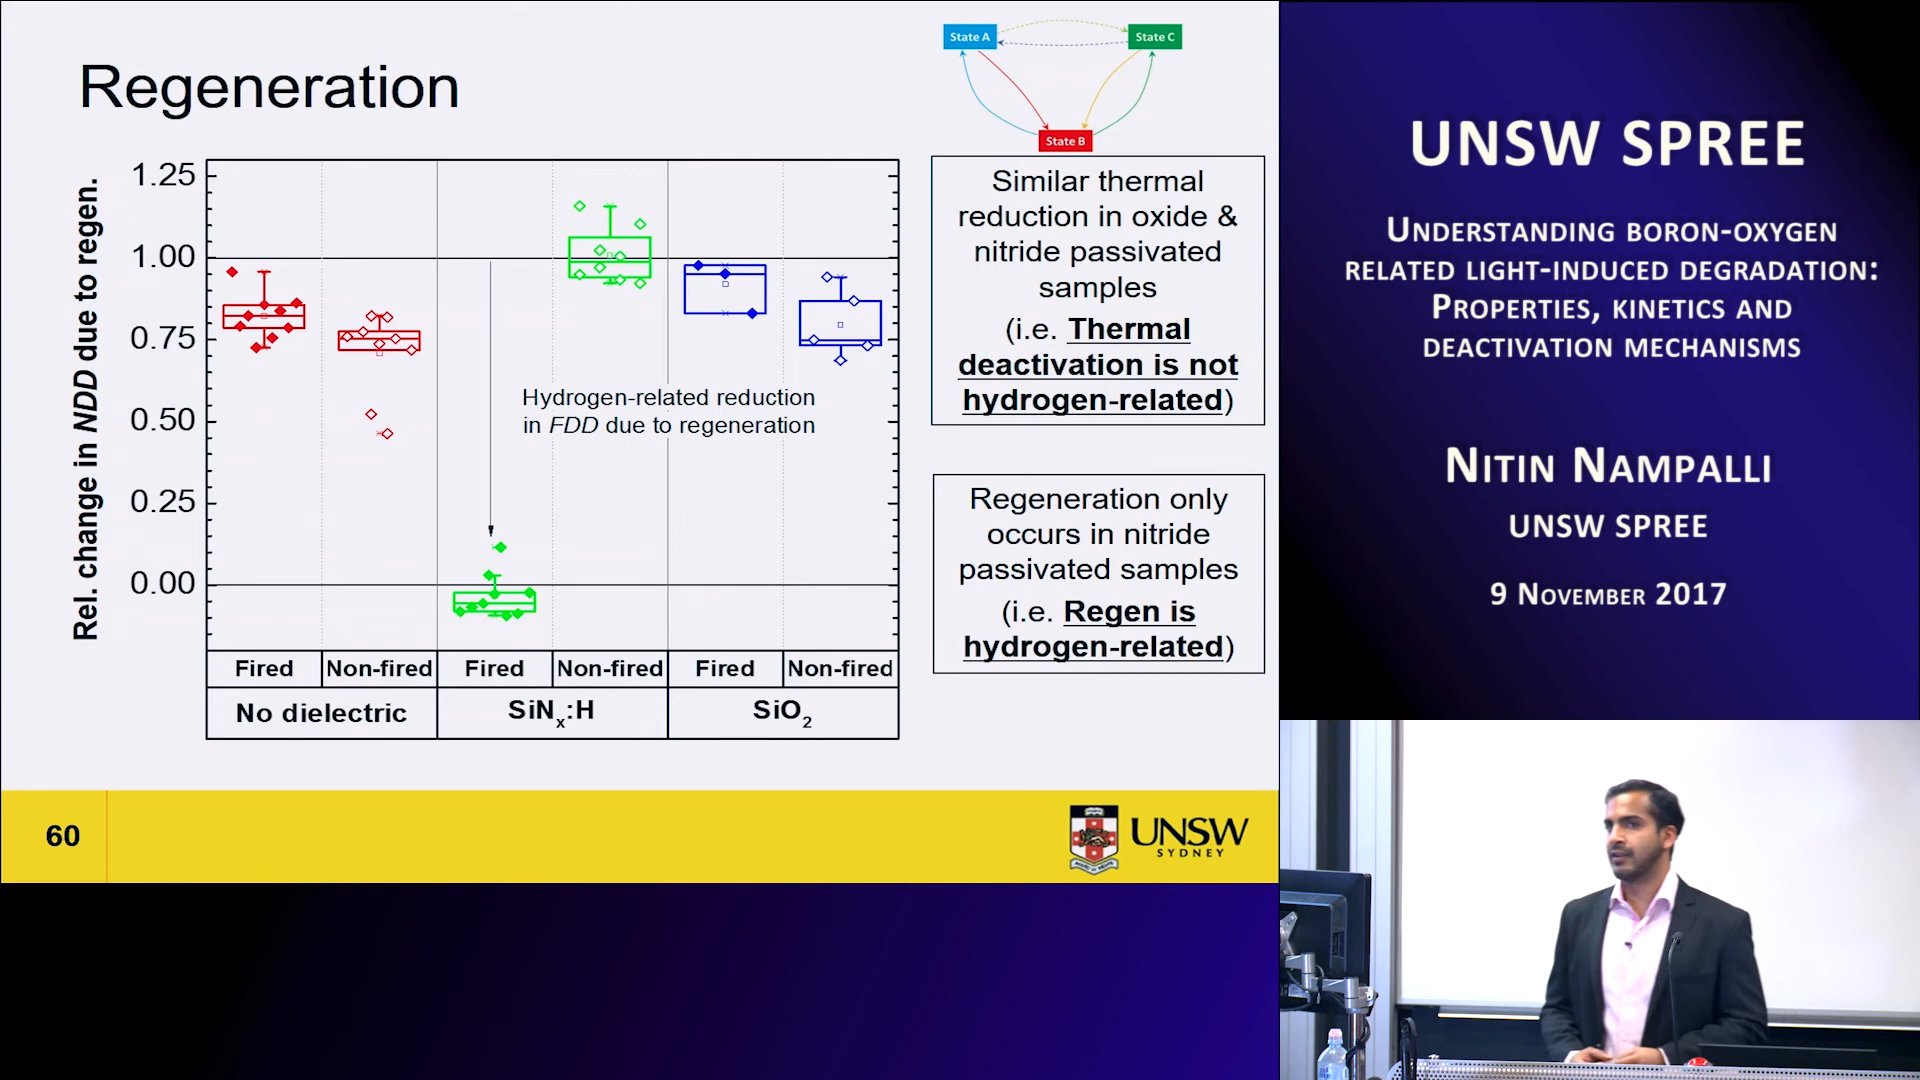 Regeneration
State A
State C
State B
Rel. change in NDD due to regen.
1.25
1.00
0.75
0.50
0.25
0.00
Hydrogen-related reduction
in FDD due to regeneration
Fired
Non-fired
Fired
Non-fired
Fired
Non-fired
No dielectric
SiNx:H
SiO2
Similar thermal
reduction in oxide &
nitride passivated
samples
(i.e. Thermal
deactivation is not
hydrogen-related)
Regeneration only
occurs in nitride
passivated samples
(i.e. Regen is
hydrogen-related)
60
UNSW
SYDNEY
UNSW SPREE
UNDERSTANDING BORON-OXYGEN
RELATED LIGHT-INDUCED DEGRADATION:
PROPERTIES, KINETICS AND
DEACTIVATION MECHANISMS
NITIN NAMPALLI
UNSW SPREE
9 NOVEMBER 2017